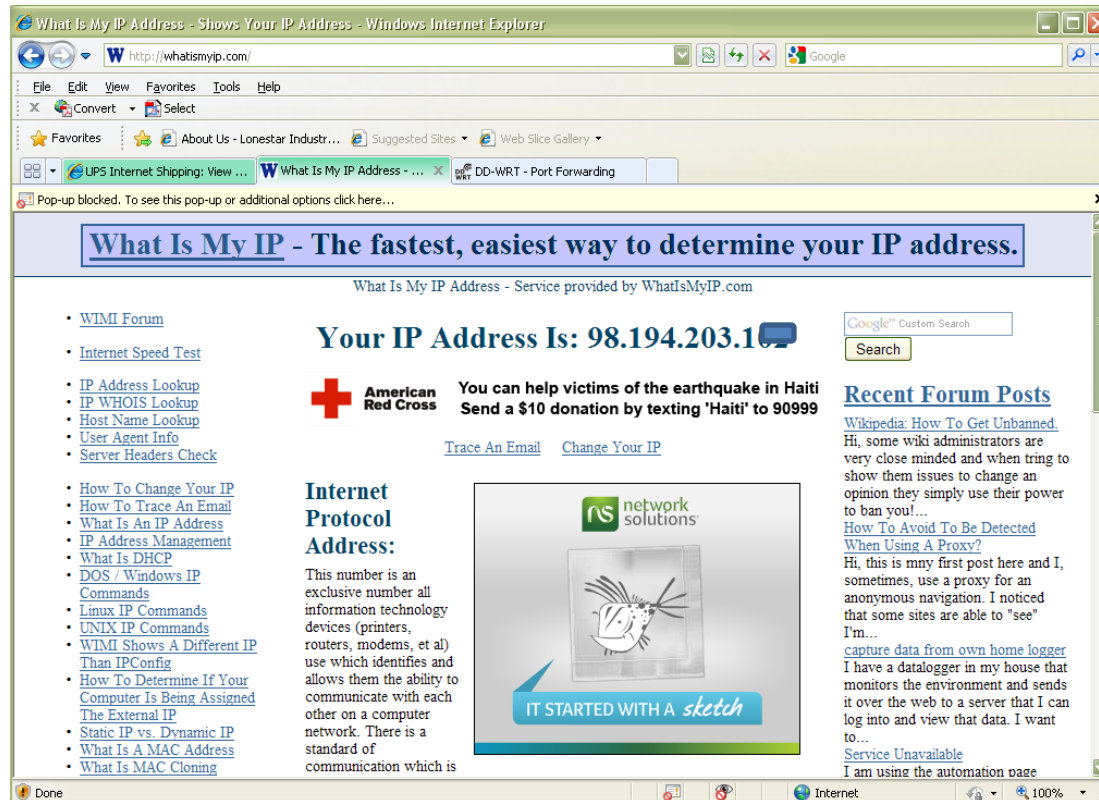 What Is My IP Address - Shows Your IP Address - Windows Internet Explorer
http://whatismyip.com/
Google
File Edit View Favorites Tools Help
Convert Select
Favorites About Us - Lonestar Industr... Suggested Sites Web Slice Gallery
UPS Internet Shipping: View ... What Is My IP Address - ... DD-WRT - Port Forwarding
Pop-up blocked. To see this pop-up or additional options click here...
What Is My IP - The fastest, easiest way to determine your IP address.
What Is My IP Address - Service provided by WhatIsMyIP.com
WIMI Forum
Internet Speed Test
IP Address Lookup
IP WHOIS Lookup
Host Name Lookup
User Agent Info
Server Headers Check
How To Change Your IP
How To Trace An Email
What Is An IP Address
IP Address Management
What Is DHCP
DOS / Windows IP
Commands
Linux IP Commands
UNIX IP Commands
WIMI Shows A Different IP
Than IPConfig
How To Determine If Your
Computer Is Being Assigned
The External IP
Static IP vs. Dynamic IP
What Is A MAC Address
What Is MAC Cloning
Your IP Address Is: 98.194.203.1
American
Red Cross
You can help victims of the earthquake in Haiti
Send a $10 donation by texting 'Haiti' to 90999
Trace An Email Change Your IP
Internet
Protocol
Address:
This number is an
exclusive number all
information technology
devices (printers,
routers, modems, et al)
use which identifies and
allows them the ability to
communicate with each
other on a computer
network. There is a
standard of
communication which is
ns network
solutions
IT STARTED WITH A sketch
Google™ Custom Search
Search
Recent Forum Posts
Wikipedia: How To Get Unbanned.
Hi, some wiki administrators are
very close minded and when tring to
show them issues to change an
opinion they simply use their power
to ban you!...
How To Avoid To Be Detected
When Using A Proxy?
Hi, this is mny first post here and I,
sometimes, use a proxy for an
anonymous navigation. I noticed
that some sites are able to "see"
I'm...
capture data from own home logger
I have a datalogger in my house that
monitors the environment and sends
it over the web to a server that I can
log into and view that data. I want
to...
Service Unavailable
I am using the automation page
Done Internet 100%